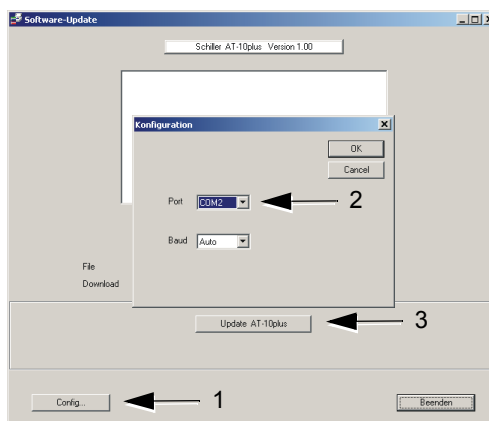 Software-Update
Schiller AT-10plus Version 1.00
Konfiguration
OK
Cancel
Port COM2 2
Baud Auto
File
Download
Update AT-10plus 3
Config... 1
Beenden